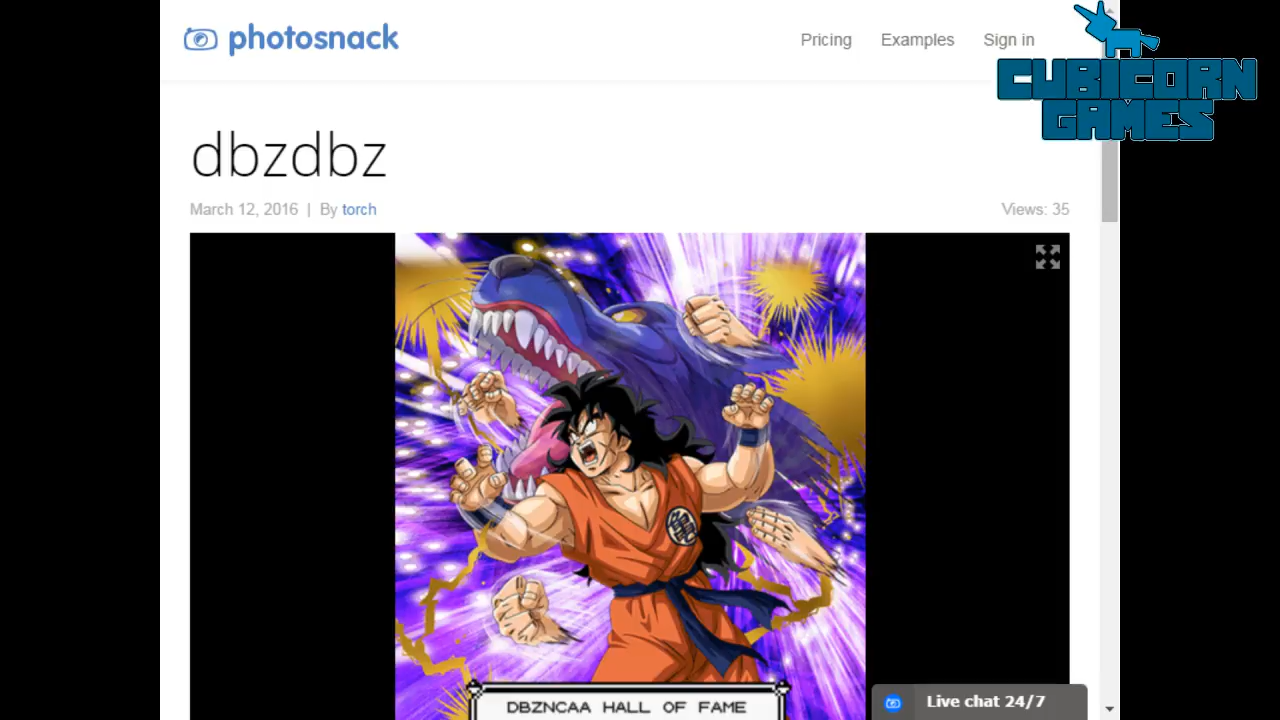 photosnack
Pricing
Examples
Sign in
CUBICORN
GAMES
dbzdbz
March 12, 2016 | By torch
Views: 35
DBZNCAA HALL OF FAME
Live chat 24/7